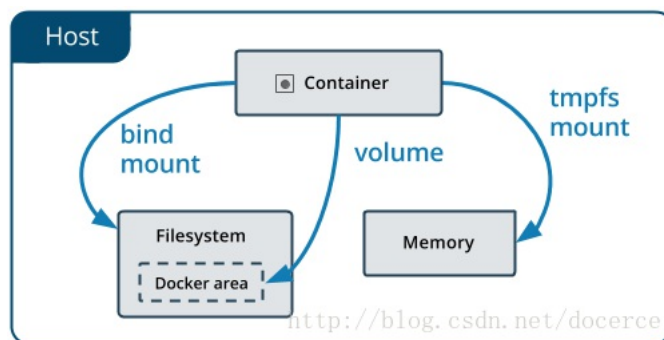 Host
Container
bind
mount
volume
tmpfs
mount
Filesystem
Docker area
Memory
http://blog.csdn.net/docerce